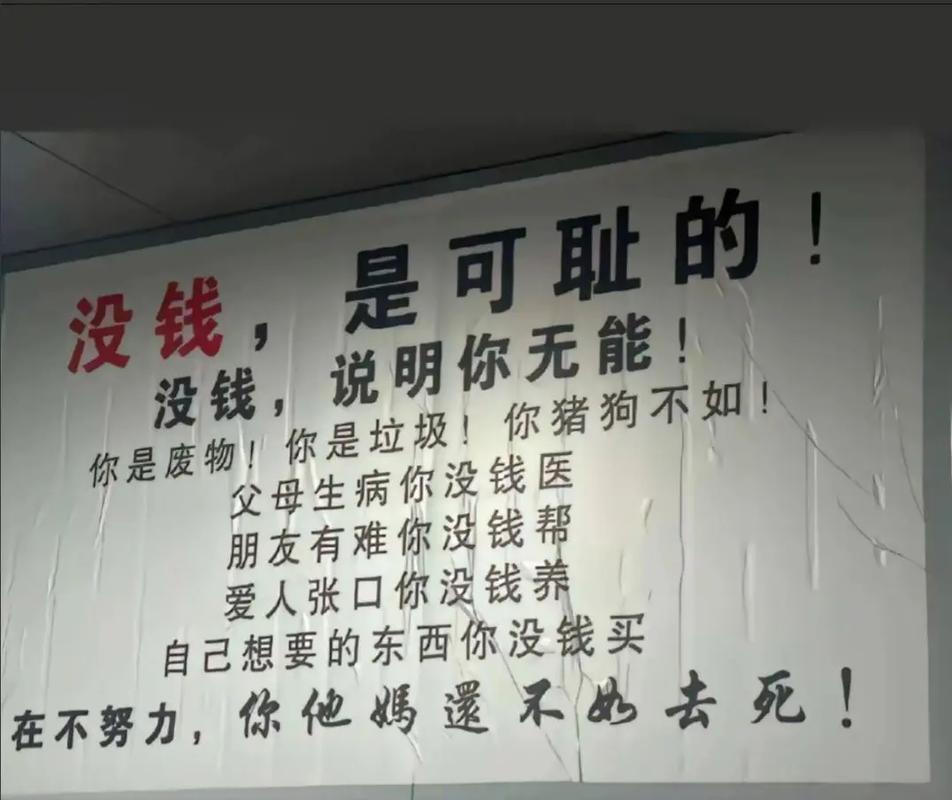 没钱，是可耻的！
没钱，说明你无能！
你是废物！你是垃圾！你猪狗不如！
父母生病你没钱医
朋友有难你没钱帮
爱人张口你没钱养
自己想要的东西你没钱买
在不努力，你他媽還不如去死！